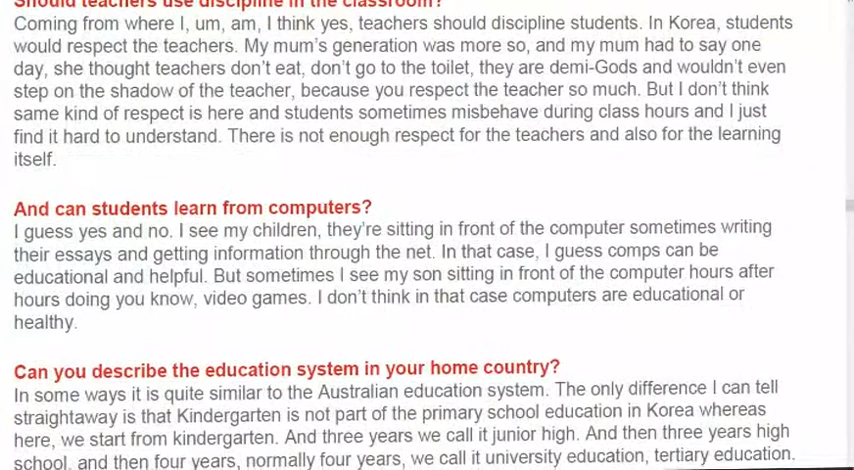 Should teachers use discipline in the classroom?
Coming from where I, um, am, I think yes, teachers should discipline students. In Korea, students
would respect the teachers. My mum's generation was more so, and my mum had to say one
day, she thought teachers don't eat, don't go to the toilet, they are demi-Gods and wouldn't even
step on the shadow of the teacher, because you respect the teacher so much. But I don't think
same kind of respect is here and students sometimes misbehave during class hours and I just
find it hard to understand. There is not enough respect for the teachers and also for the learning
itself.
And can students learn from computers?
I guess yes and no. I see my children, they're sitting in front of the computer sometimes writing
their essays and getting information through the net. In that case, I guess comps can be
educational and helpful. But sometimes I see my son sitting in front of the computer hours after
hours doing you know, video games. I don't think in that case computers are educational or
healthy.
Can you describe the education system in your home country?
In some ways it is quite similar to the Australian education system. The only difference I can tell
straightaway is that Kindergarten is not part of the primary school education in Korea whereas
here, we start from kindergarten. And three years we call it junior high. And then three years high
school, and then four years, normally four years, we call it university education, tertiary education.